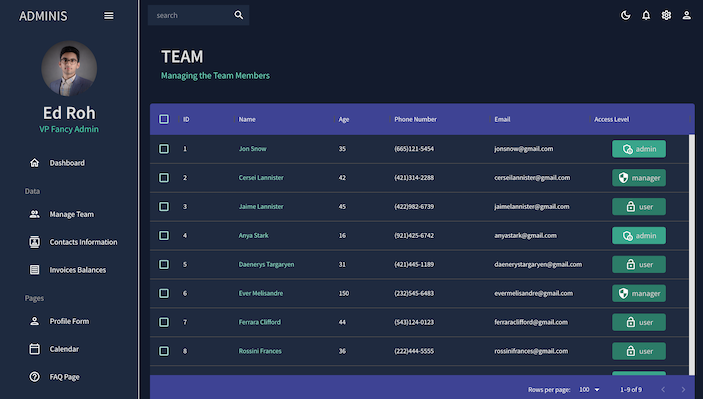 ADMINIS
search
Ed Roh
VP Fancy Admin
Dashboard
Data
Manage Team
Contacts Information
Invoices Balances
Pages
Profile Form
Calendar
FAQ Page
TEAM
Managing the Team Members
ID Name Age Phone Number Email Access Level
1 Jon Snow 35 (665)121-5454 jonsnow@gmail.com admin
2 Cersei Lannister 42 (421)314-2288 cerseilannister@gmail.com manager
3 Jaime Lannister 45 (422)982-6739 jaimelannister@gmail.com user
4 Anya Stark 16 (921)425-6742 anyastark@gmail.com admin
5 Daenerys Targaryen 31 (421)445-1189 daenerystargaryen@gmail.com user
6 Ever Melisandre 150 (232)545-6483 evermelisandre@gmail.com manager
7 Ferrara Clifford 44 (543)124-0123 ferraraclifford@gmail.com user
8 Rossini Frances 36 (222)444-5555 rossinifrances@gmail.com user
Rows per page: 100 1–9 of 9